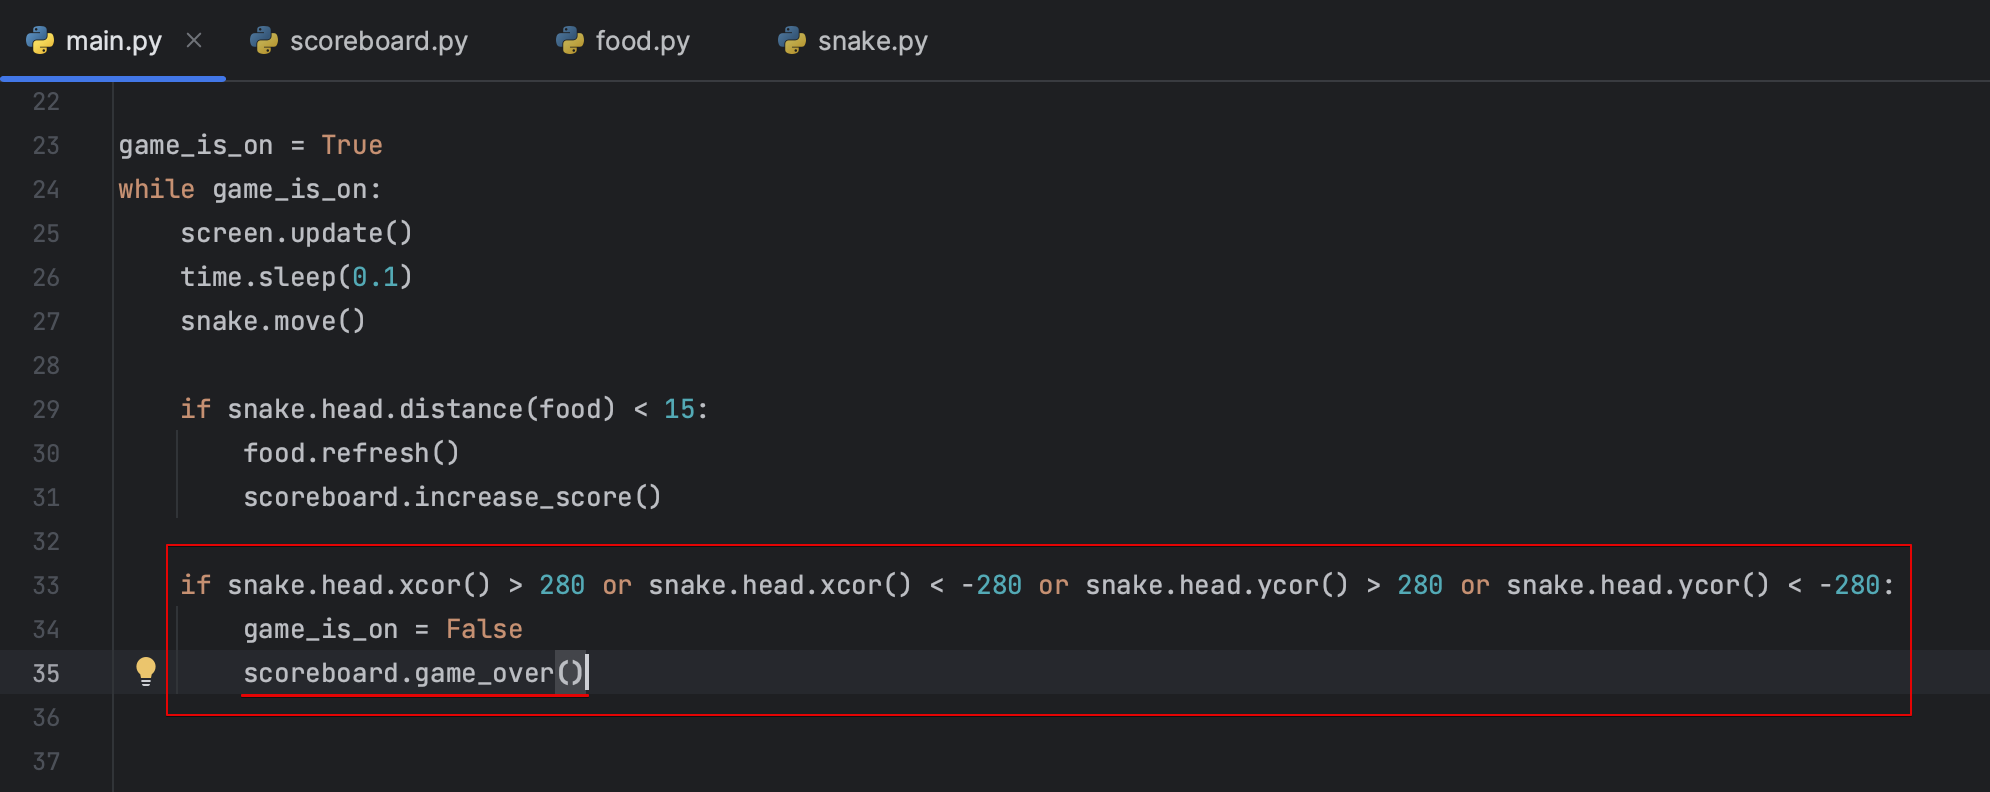 main.py scoreboard.py food.py snake.py
22
23 game_is_on = True
24 while game_is_on:
25 screen.update()
26 time.sleep(0.1)
27 snake.move()
28
29 if snake.head.distance(food) < 15:
30 food.refresh()
31 scoreboard.increase_score()
32
33 if snake.head.xcor() > 280 or snake.head.xcor() < -280 or snake.head.ycor() > 280 or snake.head.ycor() < -280:
34 game_is_on = False
35 scoreboard.game_over()
36
37